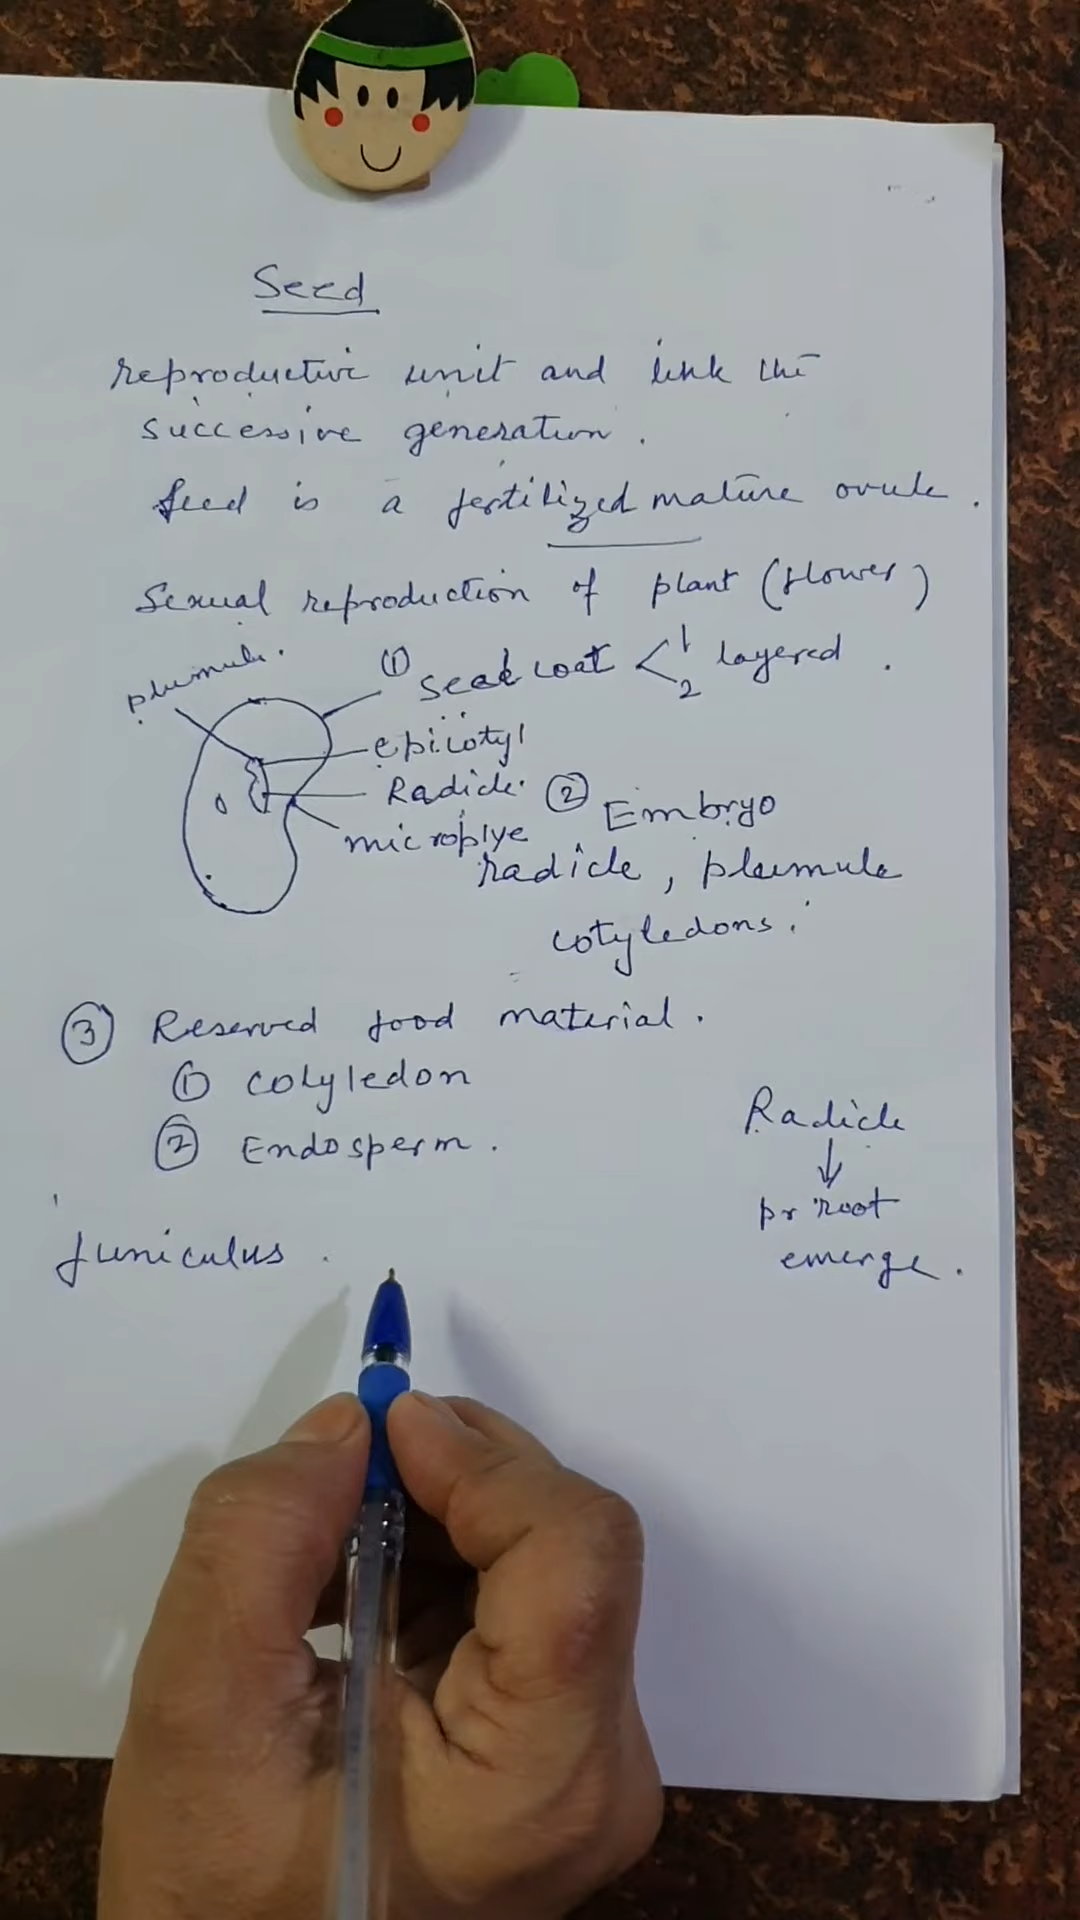 Seed
reproductive unit and link the
successive generation.
Seed is a fertilized mature ovule.
Sexual reproduction of plant (flower)
plumule.
① Seed coat < 1 2 layered.
epicotyl
Radicle.
② Embryo
microplye
radicle, plumule
cotyledons.
③ Reserved food material.
① cotyledon
② Endosperm.
Radicle
↓
pr root
emerge.
funiculus.